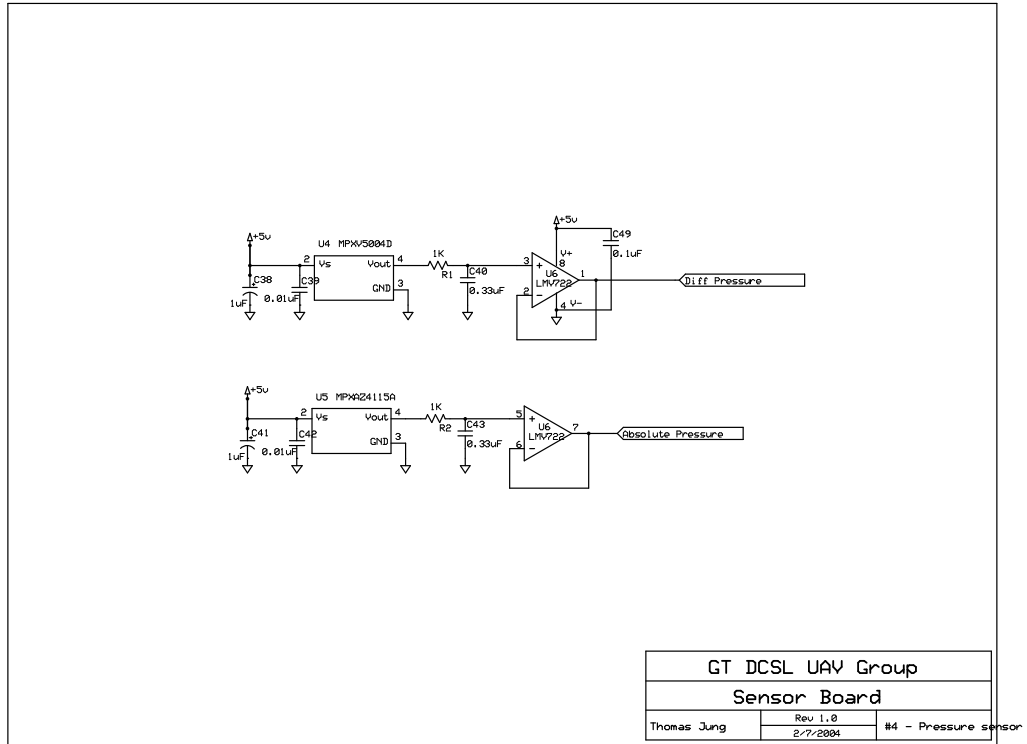 +5v
C49
0.1uF
V+
8
+5v
U4 MPXV5004D
2 Vs
Vout 4
GND 3
1K
R1
C40
0.33uF
3 +
U6
LMV722
1
2 -
4 V-
Diff Pressure
C38
1uF
C39
0.01uF
+5v
U5 MPXAZ4115A
2 Vs
Vout 4
GND 3
1K
R2
C43
0.33uF
5 +
U6
LMV722
7
6 -
Absolute Pressure
C41
1uF
C42
0.01uF
GT DCSL UAV Group
Sensor Board
Thomas Jung
Rev 1.0
2/7/2004
#4 - Pressure sensor